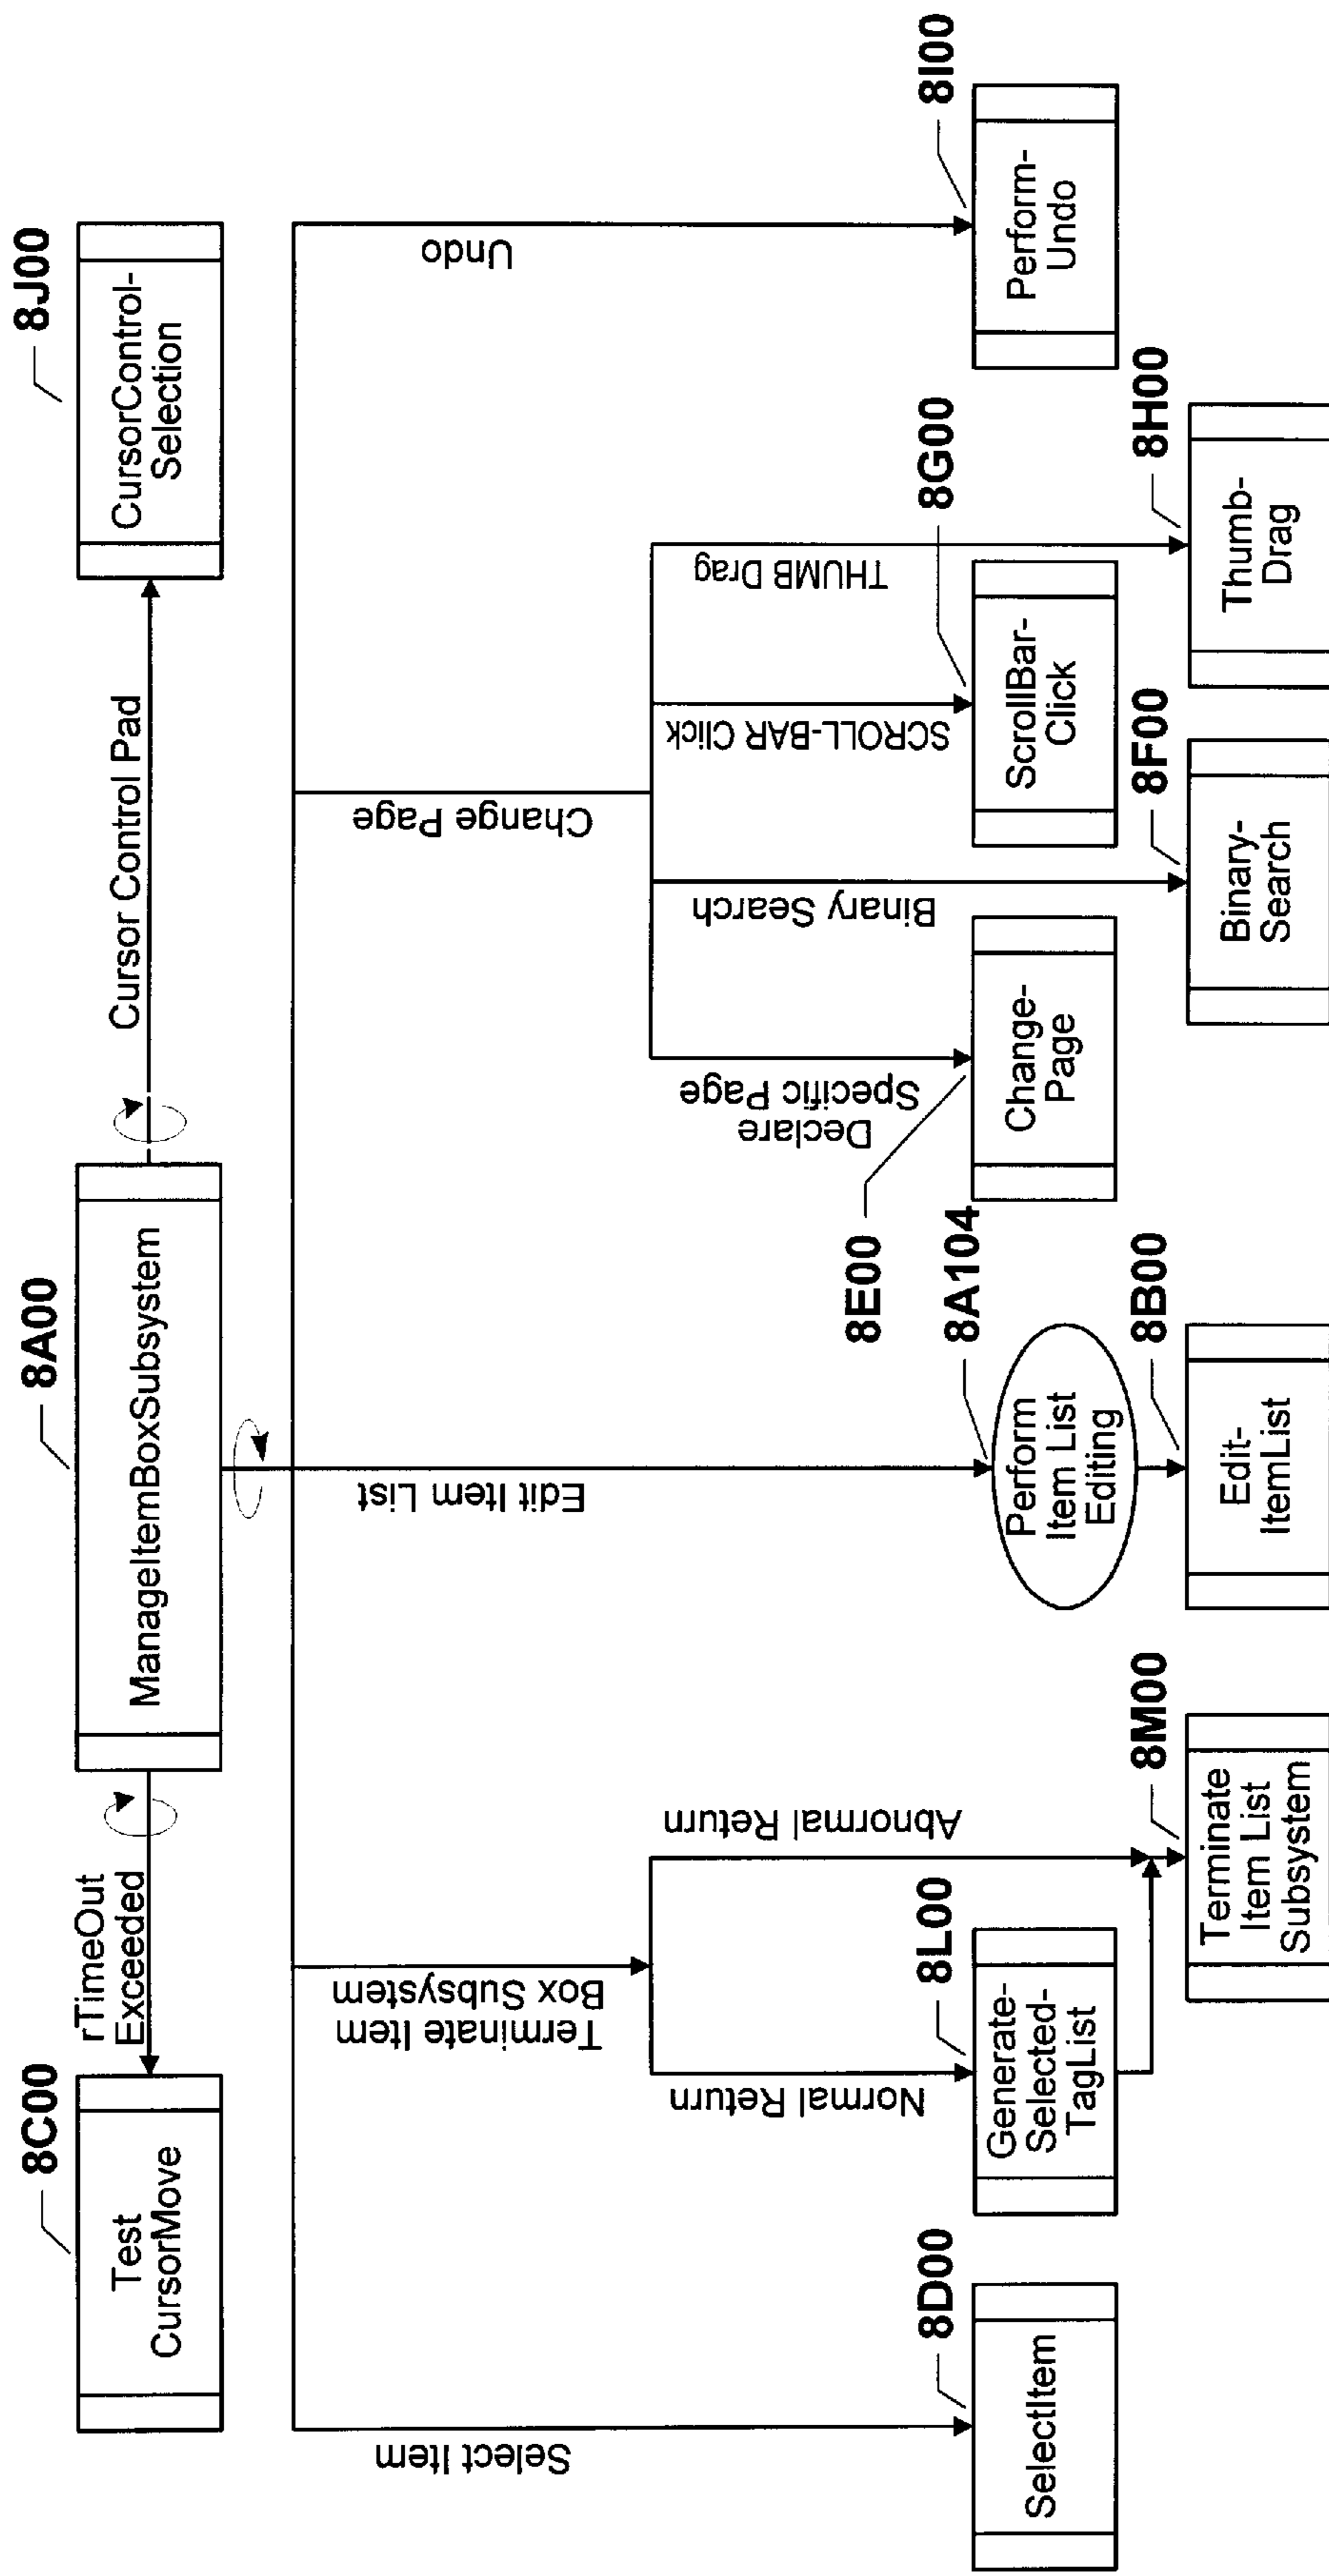 8C00
Test
CursorMove
rTimeOut
Exceeded
8A00
ManageItemBoxSubsystem
Cursor Control Pad
8J00
CursorControl-
Selection
Select Item
8D00
SelectItem
Terminate Item
Box Subsystem
Normal Return
8L00
Generate-
Selected-
TagList
Abnormal Return
8M00
Terminate
Item List
Subsystem
Edit Item List
8A104
Perform
Item List
Editing
8B00
Edit-
ItemList
Change Page
Declare
Specific Page
8E00
Change-
Page
Binary Search
8F00
Binary-
Search
SCROLL-BAR Click
8G00
ScrollBar-
Click
THUMB Drag
8H00
Thumb-
Drag
Undo
8I00
Perform-
Undo